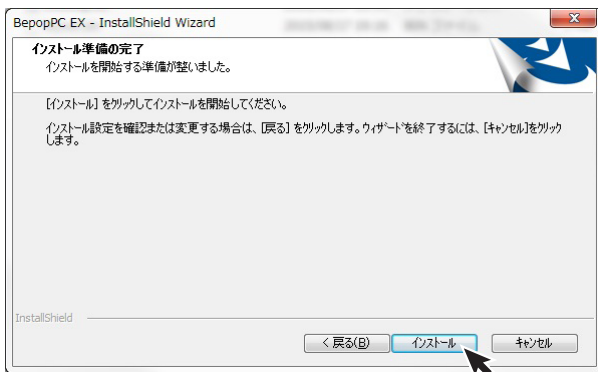 BepopPC EX - InstallShield Wizard
インストール準備の完了
インストールを開始する準備が整いました。
[インストール] をクリックしてインストールを開始してください。
インストール設定を確認または変更する場合は、[戻る] をクリックします。ウィザードを終了するには、[キャンセル]をクリック
します。
InstallShield
< 戻る(B)
インストール
キャンセル